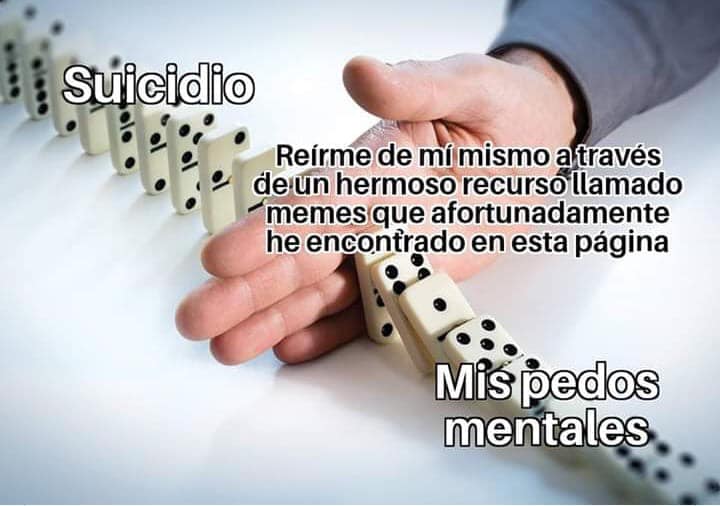 Suicidio
Reírme de mí mismo a través
de un hermoso recurso llamado
memes que afortunadamente
he encontrado en esta página
Mis pedos
mentales